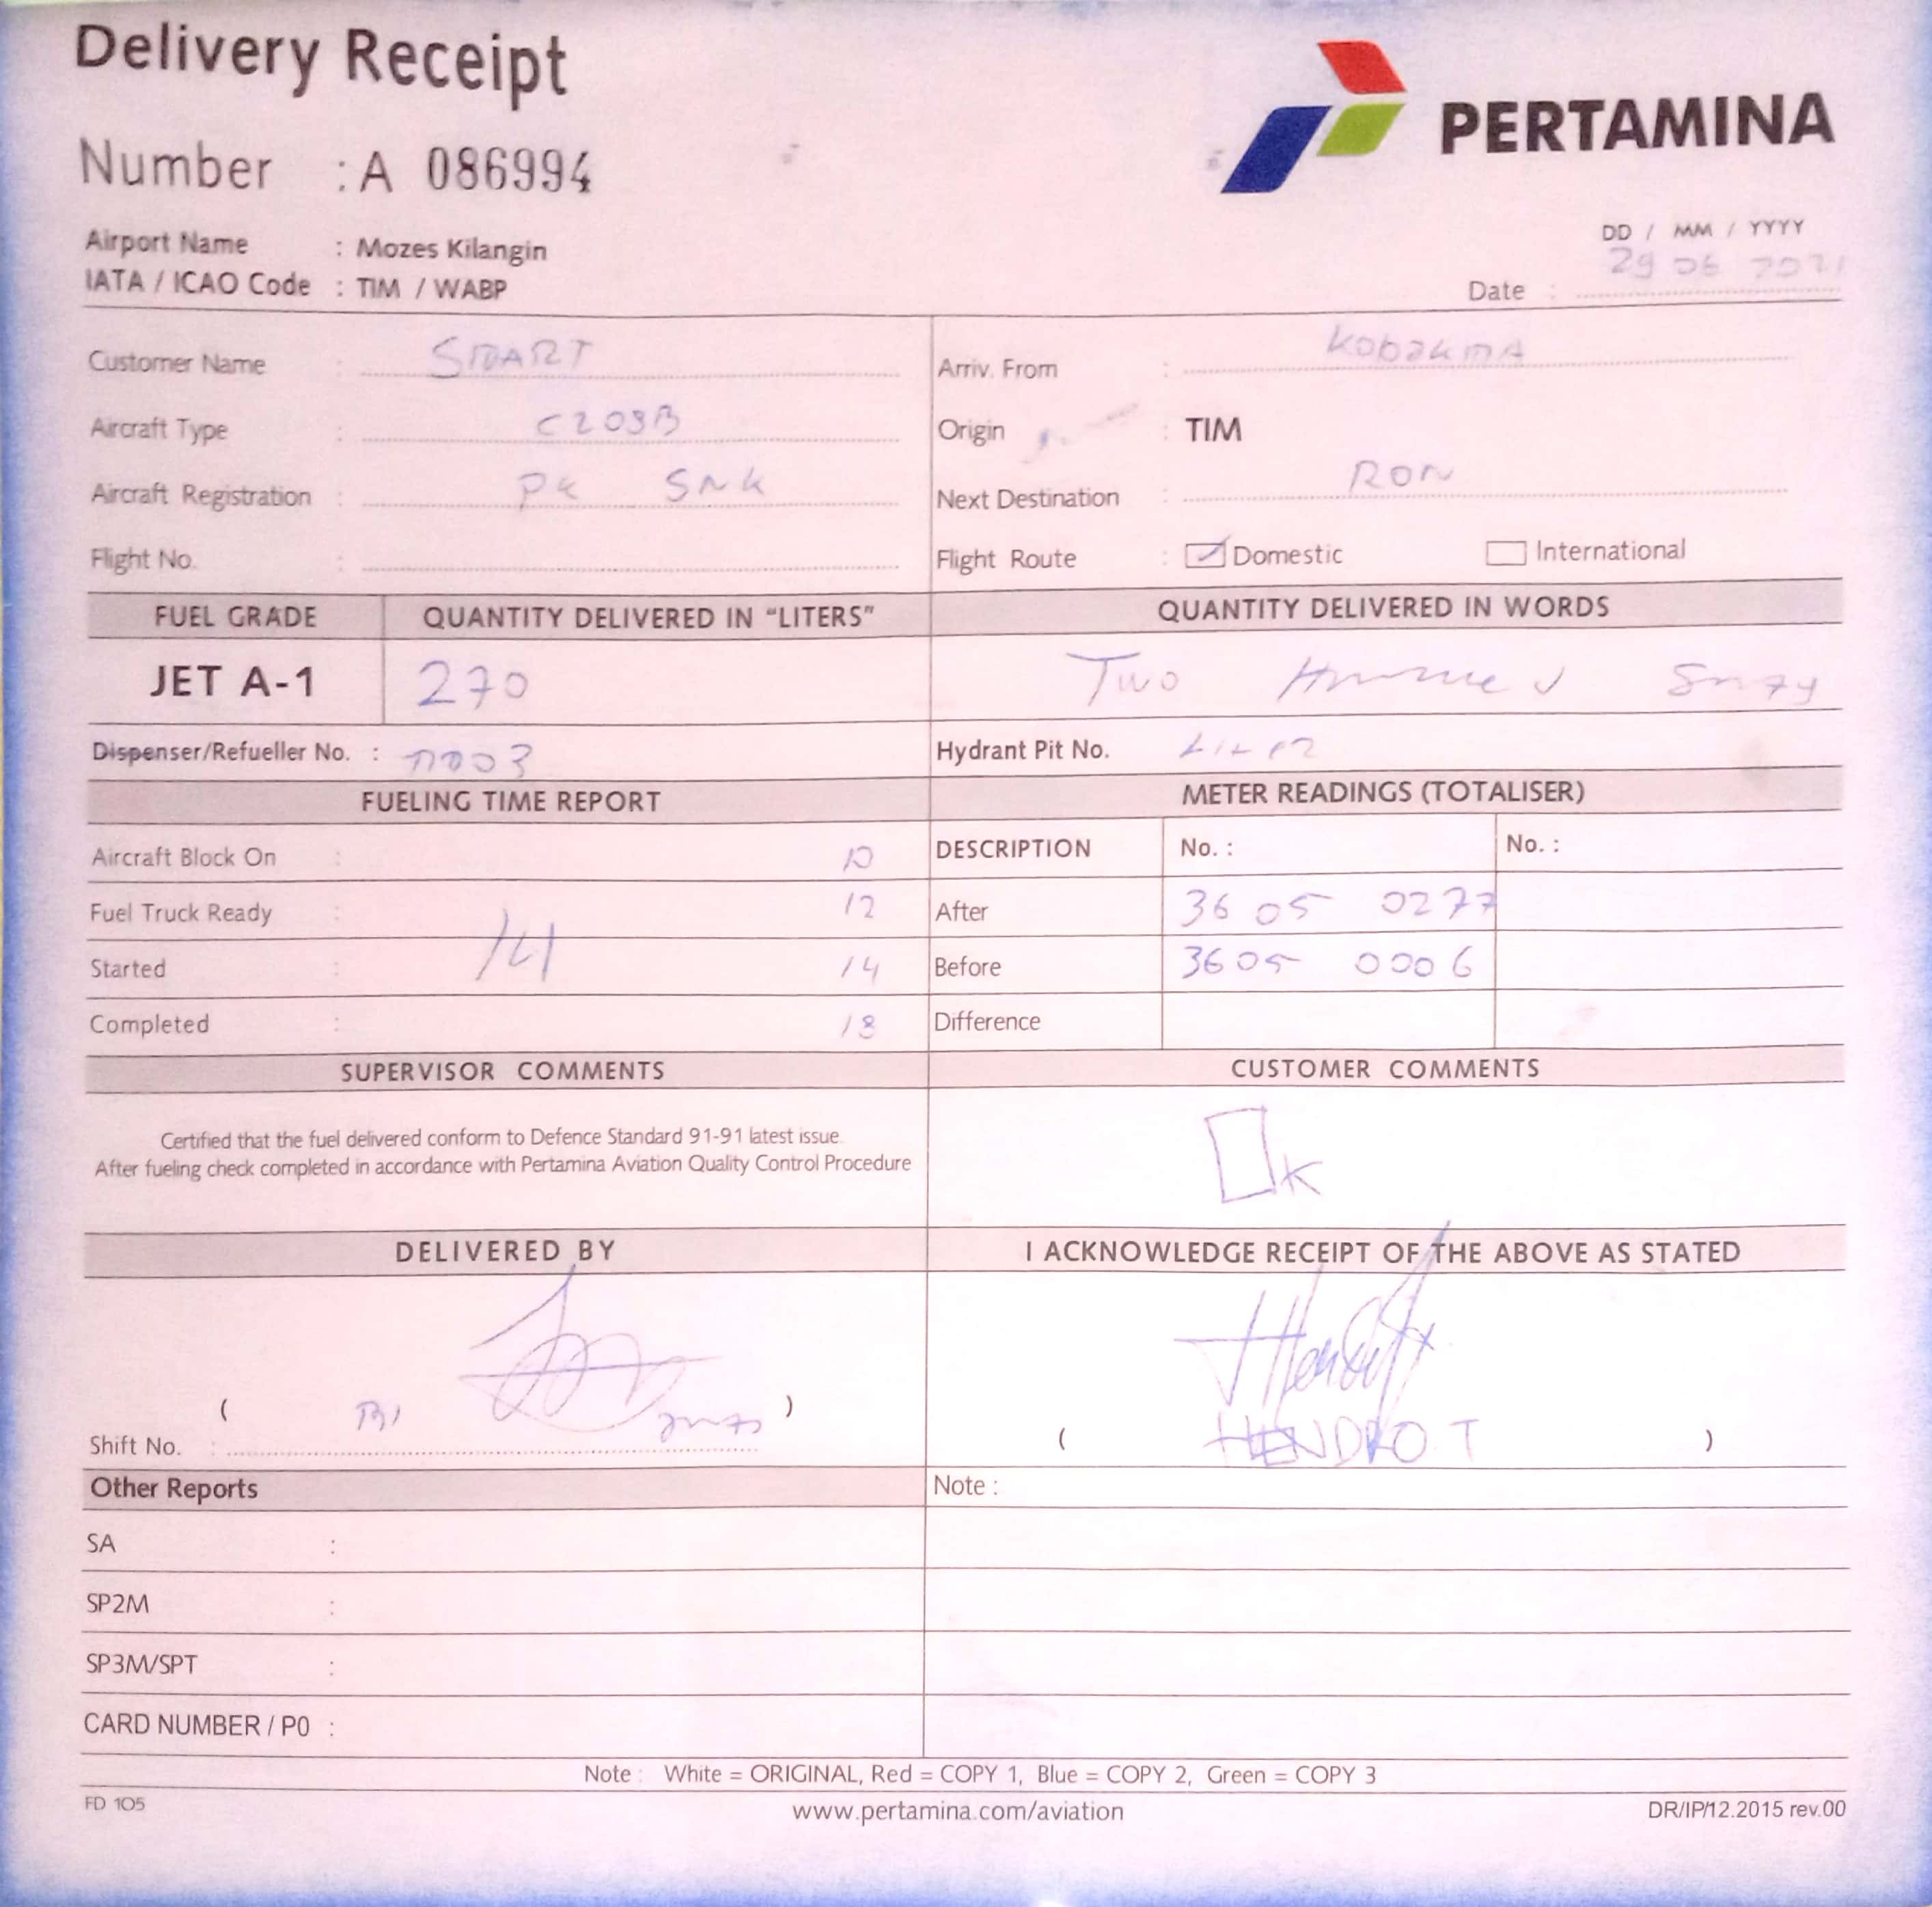 Delivery Receipt
PERTAMINA
Number : A 086994
Airport Name : Mozes Kilangin
IATA / ICAO Code : TIM / WABP
DD / MM / YYYY
Date : 29 06 2021
Customer Name : SMART
Arriv. From : KobakmA
Aircraft Type : C208B
Origin : TIM
Aircraft Registration : PK SNK
Next Destination : RON
Flight No. :
Flight Route : Domestic International
FUEL GRADE QUANTITY DELIVERED IN "LITERS" QUANTITY DELIVERED IN WORDS
JET A-1 270 Two
Dispenser/Refueller No. :
Hydrant Pit No.
FUELING TIME REPORT METER READINGS (TOTALISER)
Aircraft Block On : 10
DESCRIPTION No. : No. :
Fuel Truck Ready : 12
After 3605 0277
14
Started : 14
Before 3605 0006
Completed : 18
Difference
SUPERVISOR COMMENTS CUSTOMER COMMENTS
Certified that the fuel delivered conform to Defence Standard 91-91 latest issue.
After fueling check completed in accordance with Pertamina Aviation Quality Control Procedure
OK
DELIVERED BY I ACKNOWLEDGE RECEIPT OF THE ABOVE AS STATED
( )
Shift No. :
( HENDRO T )
Other Reports Note :
SA :
SP2M :
SP3M/SPT :
CARD NUMBER / P0 :
Note : White = ORIGINAL, Red = COPY 1, Blue = COPY 2, Green = COPY 3
FD 105 www.pertamina.com/aviation DR/IP/12.2015 rev.00